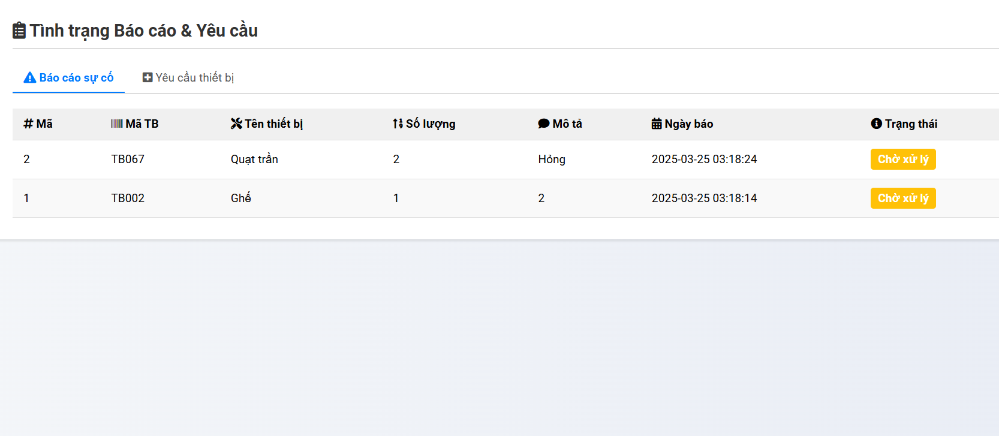 Tình trạng Báo cáo & Yêu cầu
Báo cáo sự cố Yêu cầu thiết bị
# Mã Mã TB Tên thiết bị Số lượng Mô tả Ngày báo Trạng thái
2 TB067 Quạt trần 2 Hỏng 2025-03-25 03:18:24 Chờ xử lý
1 TB002 Ghế 1 2 2025-03-25 03:18:14 Chờ xử lý